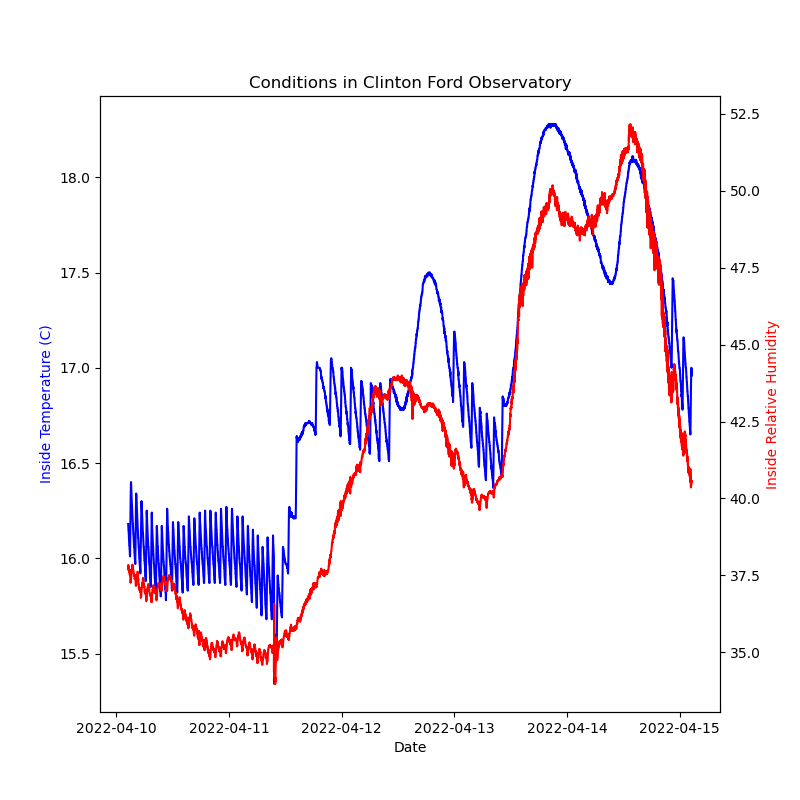 Conditions in Clinton Ford Observatory
Inside Temperature (C)
18.0
17.5
17.0
16.5
16.0
15.5
52.5
50.0
47.5
45.0
42.5
40.0
37.5
35.0
Inside Relative Humidity
2022-04-10 2022-04-11 2022-04-12 2022-04-13 2022-04-14 2022-04-15
Date